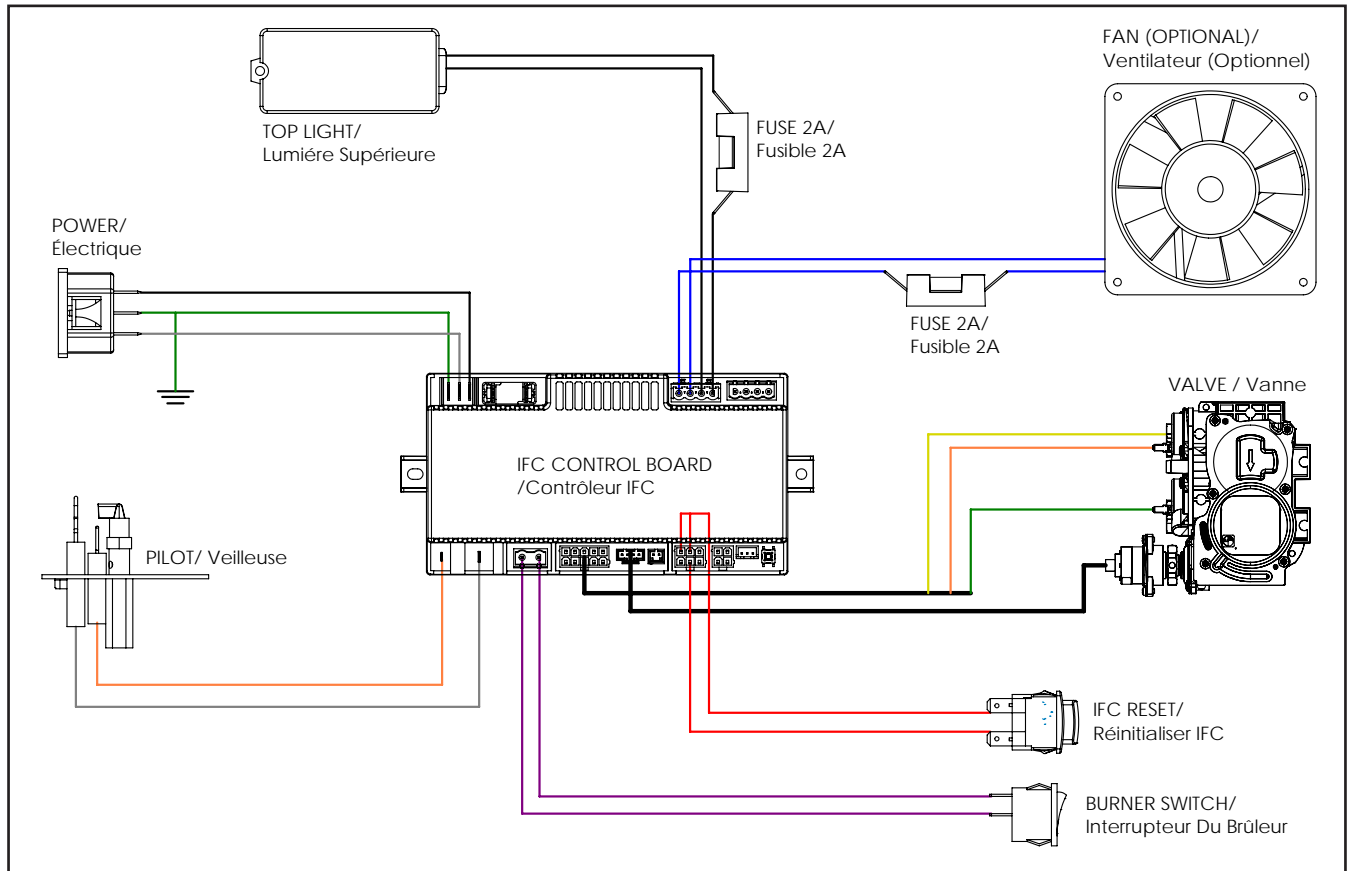 FAN (OPTIONAL)/
Ventilateur (Optionnel)
TOP LIGHT/
Lumiére Supérieure
FUSE 2A/
Fusible 2A
POWER/
Électrique
FUSE 2A/
Fusible 2A
VALVE / Vanne
IFC CONTROL BOARD
/Contrôleur IFC
PILOT/ Veilleuse
IFC RESET/
Réinitialiser IFC
BURNER SWITCH/
Interrupteur Du Brûleur